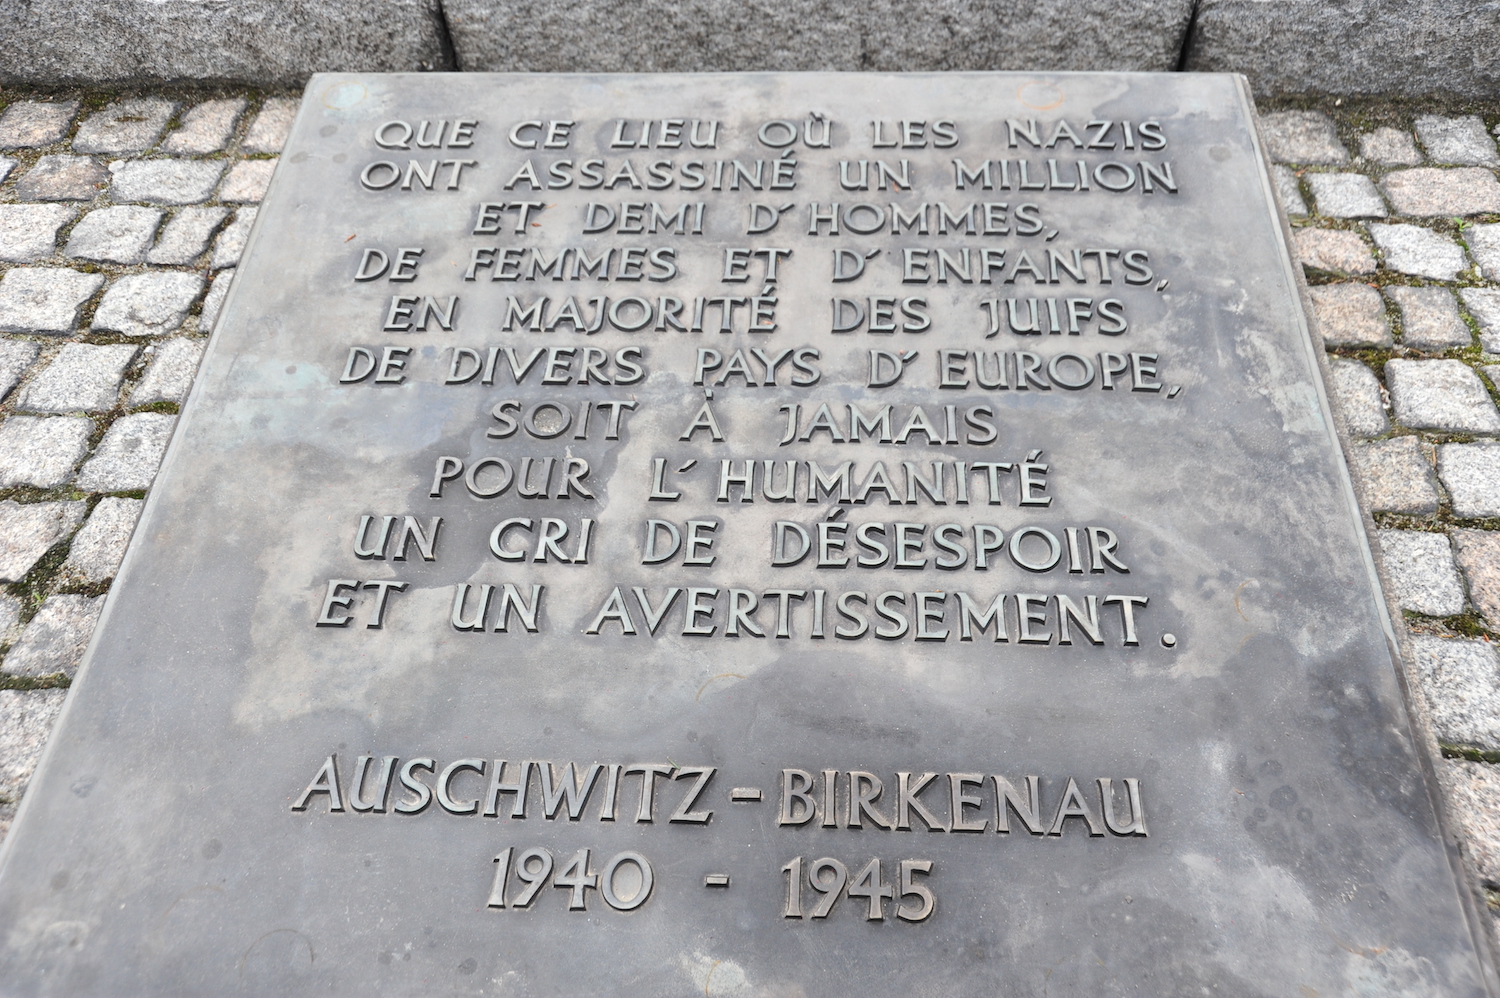 QUE CE LIEU OÙ LES NAZIS
ONT ASSASSINÉ UN MILLION
ET DEMI D'HOMMES,
DE FEMMES ET D'ENFANTS,
EN MAJORITÉ DES JUIFS
DE DIVERS PAYS D'EUROPE,
SOIT À JAMAIS
POUR L'HUMANITÉ
UN CRI DE DÉSESPOIR
ET UN AVERTISSEMENT.
AUSCHWITZ-BIRKENAU
1940 - 1945